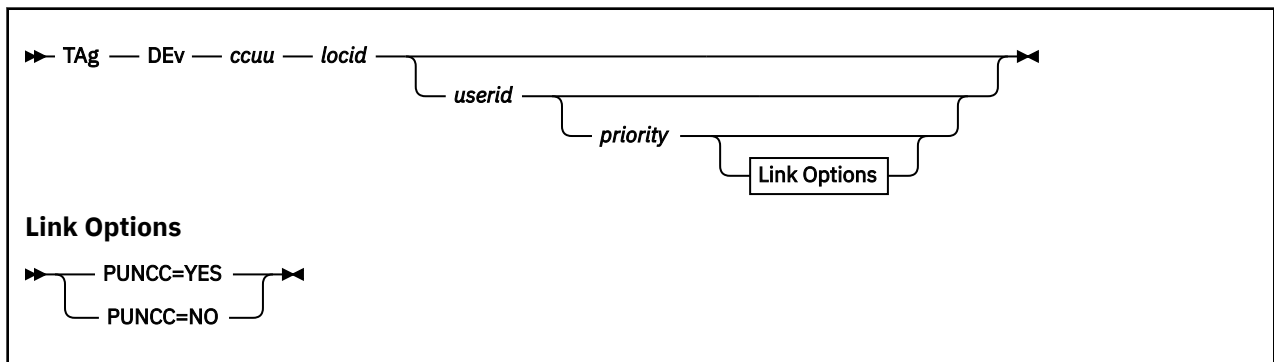 TAg DEv ccuu locid
userid
priority
Link Options
Link Options
PUNCC=YES
PUNCC=NO